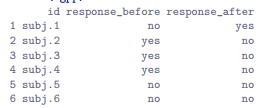 id response_before response_after
1 subj.1 no yes
2 subj.2 yes no
3 subj.3 yes no
4 subj.4 yes no
5 subj.5 no no
6 subj.6 no no